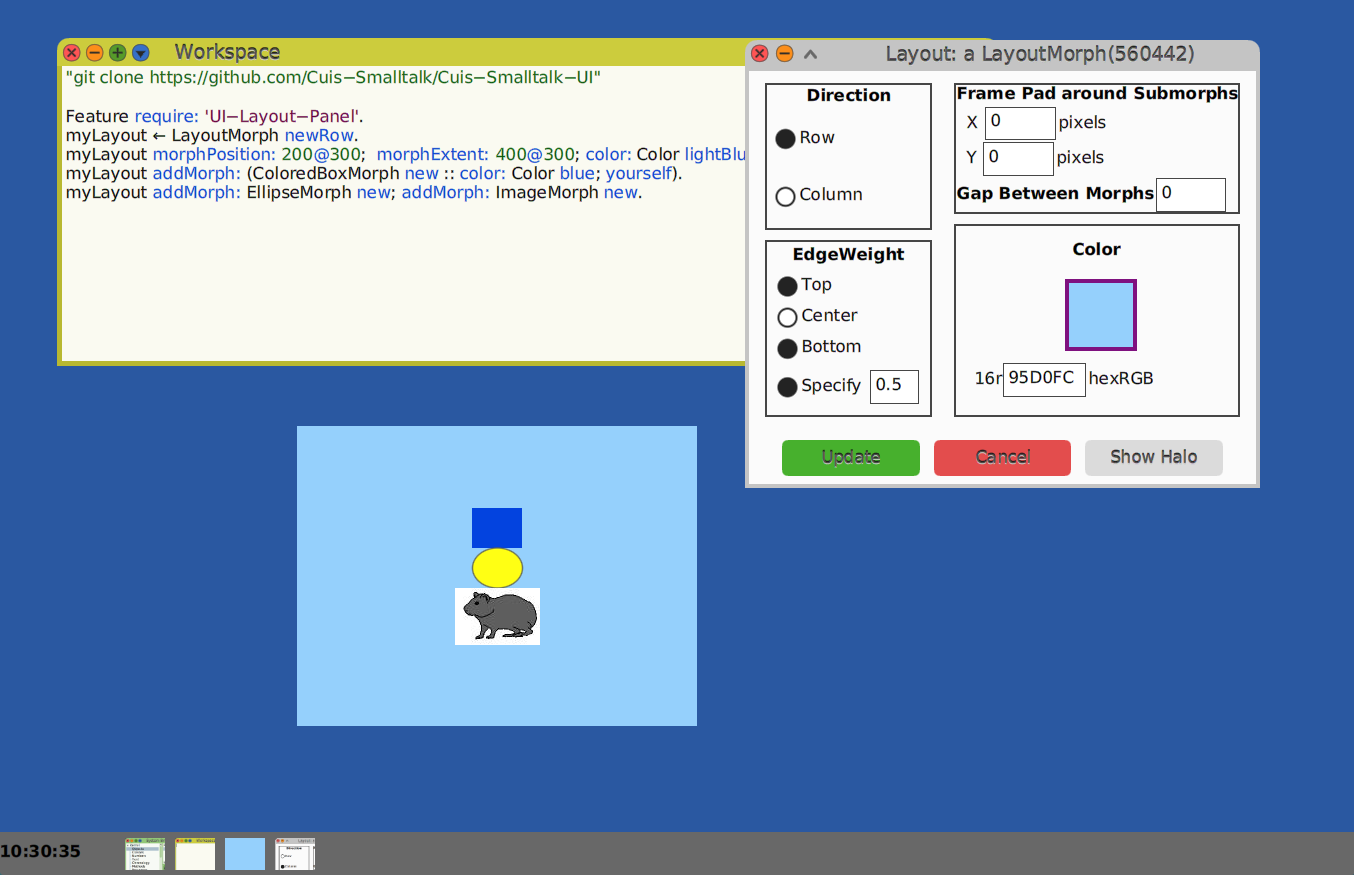 Workspace
"git clone https://github.com/Cuis−Smalltalk/Cuis−Smalltalk−UI"
Feature require: 'UI−Layout−Panel'.
myLayout ← LayoutMorph newRow.
myLayout morphPosition: 200@300;  morphExtent: 400@300; color: Color lightBlu
myLayout addMorph: (ColoredBoxMorph new :: color: Color blue; yourself).
myLayout addMorph: EllipseMorph new; addMorph: ImageMorph new.
Layout: a LayoutMorph(560442)
Direction
Row
Column
EdgeWeight
Top
Center
Bottom
Specify 0.5
Frame Pad around Submorphs
X 0 pixels
Y 0 pixels
Gap Between Morphs 0
Color
16r 95D0FC hexRGB
Update Cancel Show Halo
10:30:35